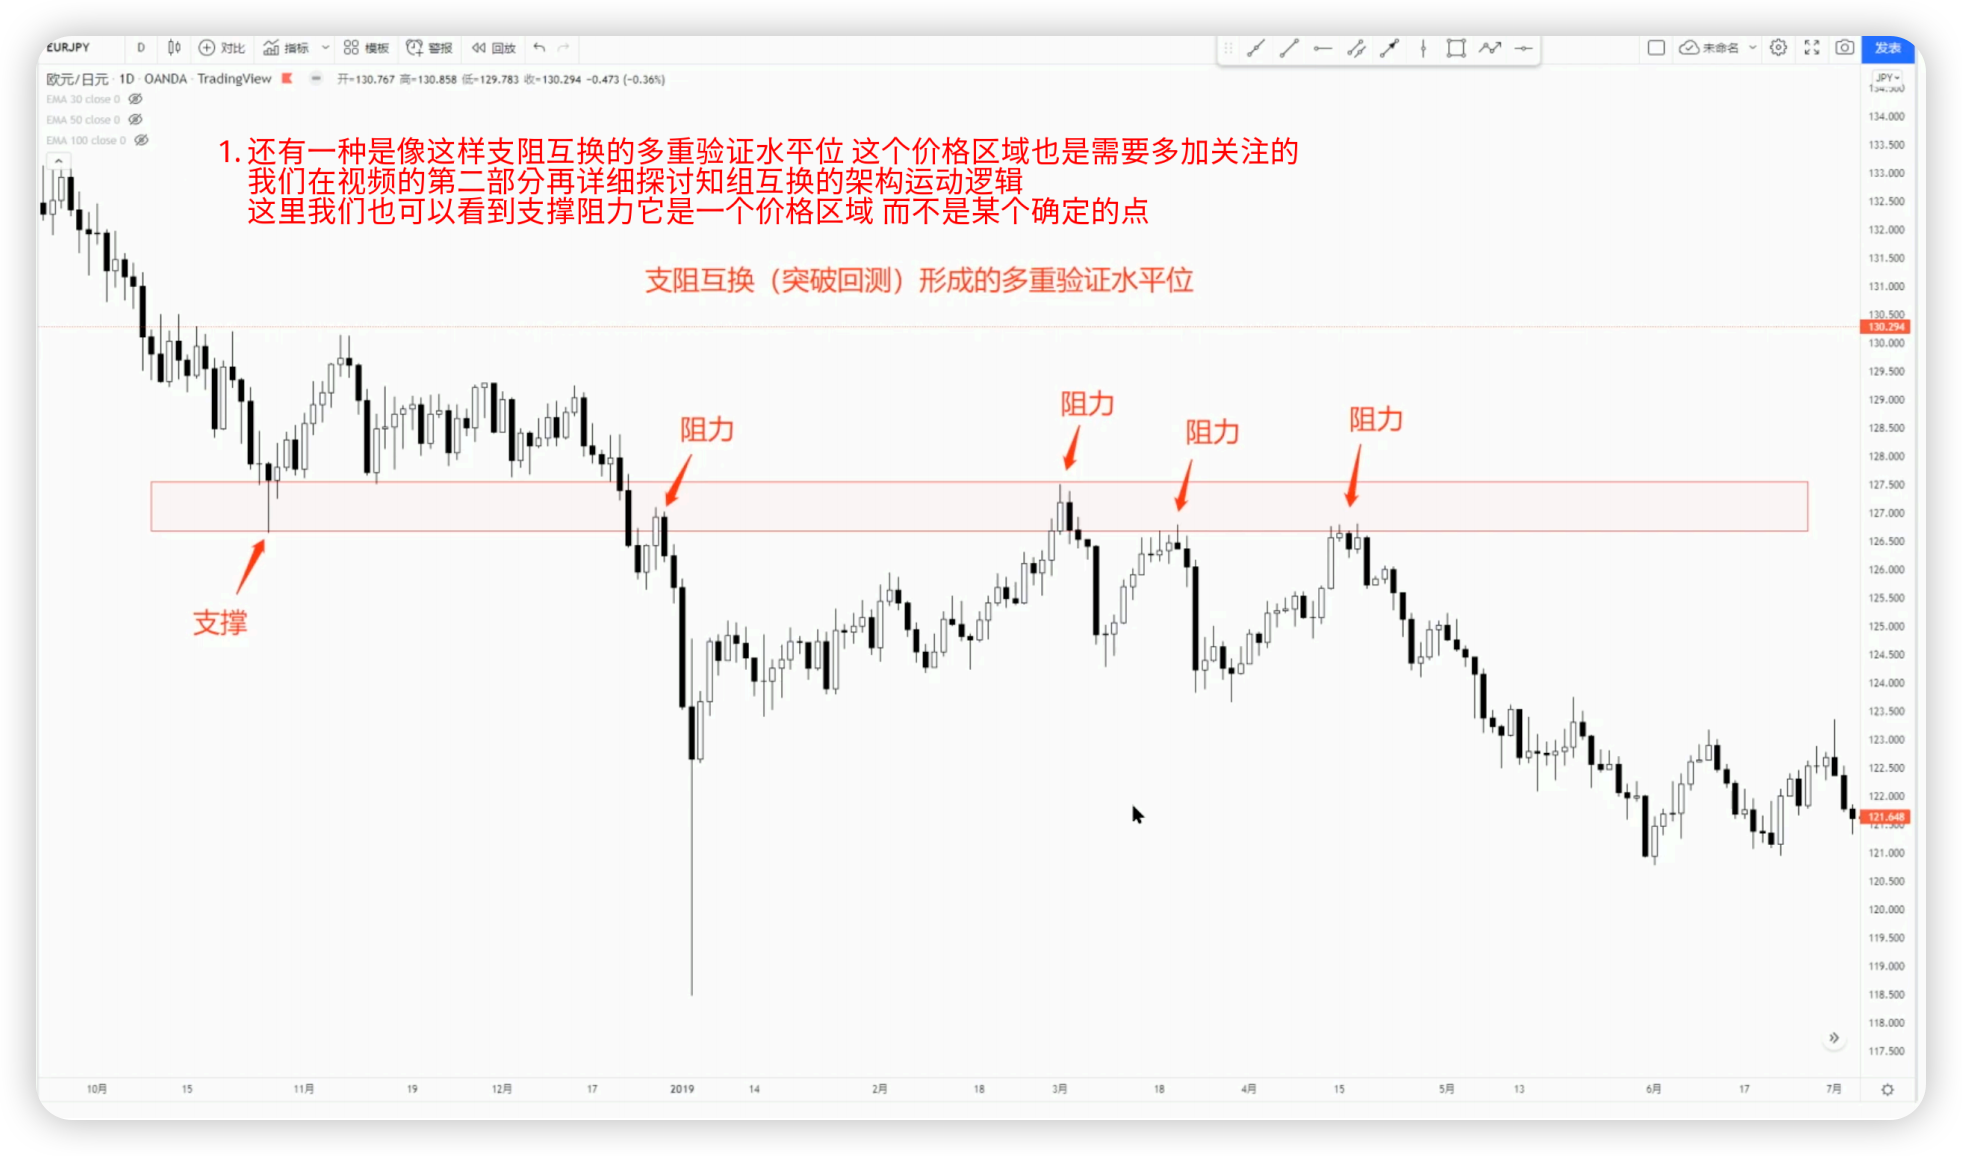 EURJPY D 对比 指标 模板 警报 回放 未命名 发表
欧元/日元 · 1D · OANDA · TradingView 开=130.767 高=130.858 低=129.783 收=130.294 −0.473 (−0.36%)
JPY
EMA 30 close 0
EMA 50 close 0
EMA 100 close 0
1. 还有一种是像这样支阻互换的多重验证水平位 这个价格区域也是需要多加关注的
我们在视频的第二部分再详细探讨知组互换的架构运动逻辑
这里我们也可以看到支撑阻力它是一个价格区域 而不是某个确定的点
支阻互换（突破回测）形成的多重验证水平位
阻力
阻力
阻力
阻力
支撑
134.500
134.000
133.500
133.000
132.500
132.000
131.500
131.000
130.500
130.294
130.000
129.500
129.000
128.500
128.000
127.500
127.000
126.500
126.000
125.500
125.000
124.500
124.000
123.500
123.000
122.500
122.000
121.648
121.500
121.000
120.500
120.000
119.500
119.000
118.500
118.000
117.500
10月 15 11月 19 12月 17 2019 14 2月 18 3月 18 4月 15 5月 13 6月 17 7月